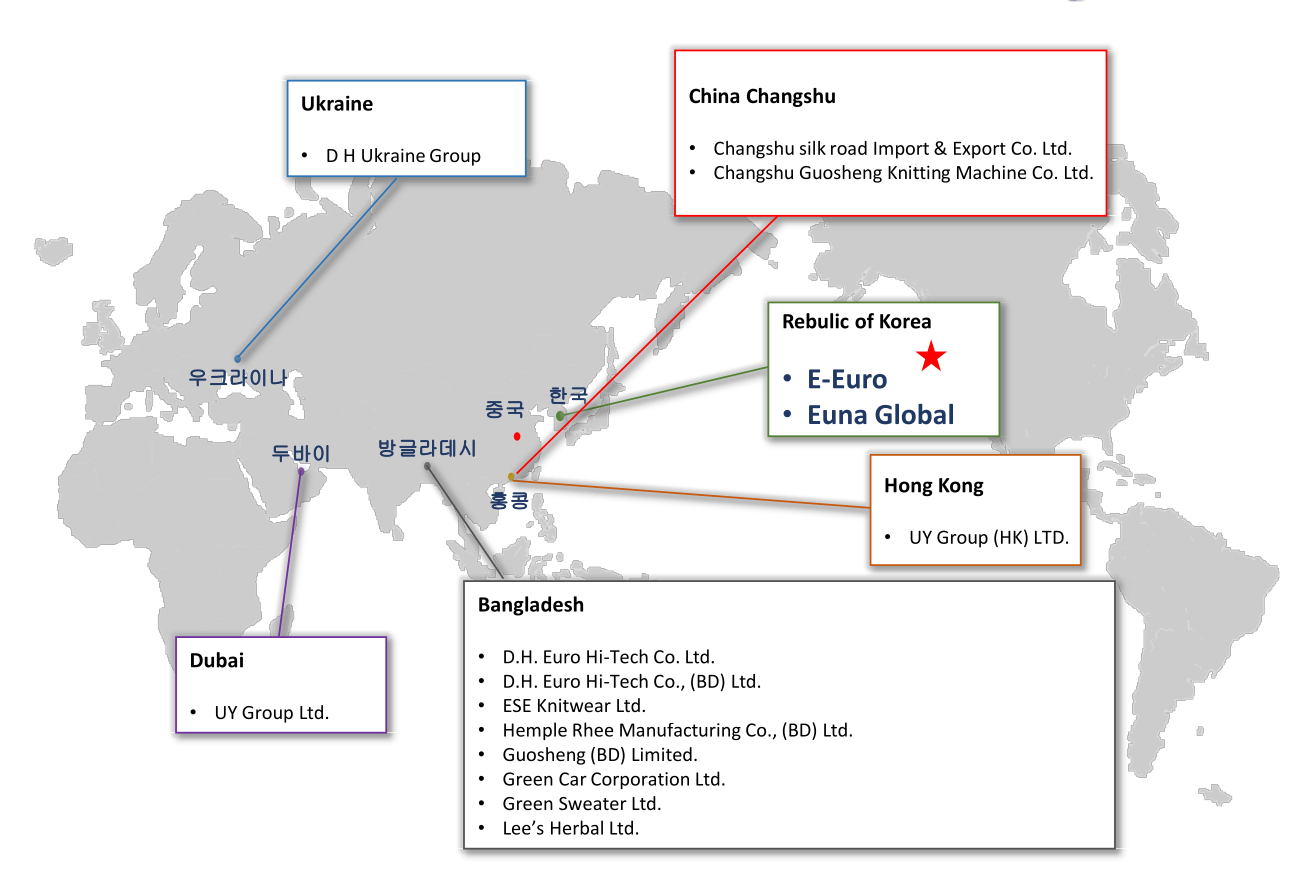 Ukraine
• D H Ukraine Group
China Changshu
• Changshu silk road Import & Export Co. Ltd.
• Changshu Guosheng Knitting Machine Co. Ltd.
Rebulic of Korea
• E-Euro
• Euna Global
우크라이나
한국
중국
두바이
방글라데시
홍콩
Hong Kong
• UY Group (HK) LTD.
Bangladesh
• D.H. Euro Hi-Tech Co. Ltd.
• D.H. Euro Hi-Tech Co., (BD) Ltd.
• ESE Knitwear Ltd.
• Hemple Rhee Manufacturing Co., (BD) Ltd.
• Guosheng (BD) Limited.
• Green Car Corporation Ltd.
• Green Sweater Ltd.
• Lee’s Herbal Ltd.
Dubai
• UY Group Ltd.